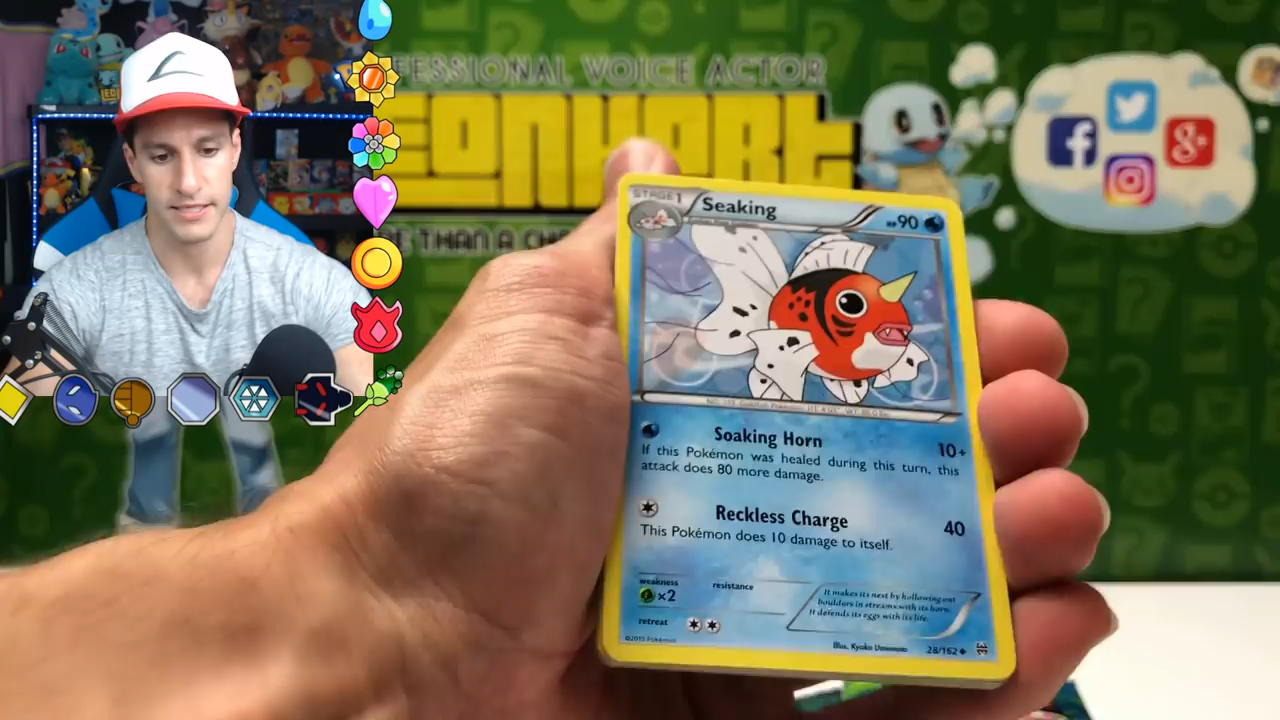 FESSIONAL VOICE ACTOR
EONHART
E THAN A CHA
STAGE 1
Seaking
HP90
Soaking Horn 10+
If this Pokémon was healed during this turn, this
attack does 80 more damage.
Reckless Charge 40
This Pokémon does 10 damage to itself.
weakness
×2
resistance
retreat
It makes its nest by hollowing out
boulders in streams with its horn.
It defends its eggs with its life.
©2015 Pokémon
Illus. Kyoko Umemoto
28/162